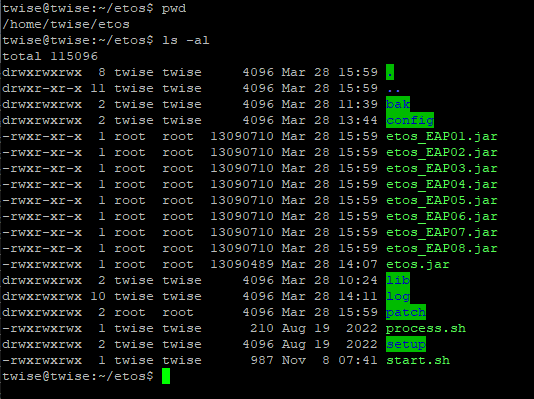 twise@twise:~/etos$ pwd
/home/twise/etos
twise@twise:~/etos$ ls -al
total 115096
drwxrwxrwx  8 twise twise     4096 Mar 28 15:59 .
drwxr-xr-x 11 twise twise     4096 Mar 28 15:59 ..
drwxrwxrwx  2 twise twise     4096 Mar 28 11:39 bak
drwxrwxrwx  2 twise twise     4096 Mar 28 13:44 config
-rwxr-xr-x  1 root  root  13090710 Mar 28 15:59 etos_EAP01.jar
-rwxr-xr-x  1 root  root  13090710 Mar 28 15:59 etos_EAP02.jar
-rwxr-xr-x  1 root  root  13090710 Mar 28 15:59 etos_EAP03.jar
-rwxr-xr-x  1 root  root  13090710 Mar 28 15:59 etos_EAP04.jar
-rwxr-xr-x  1 root  root  13090710 Mar 28 15:59 etos_EAP05.jar
-rwxr-xr-x  1 root  root  13090710 Mar 28 15:59 etos_EAP06.jar
-rwxr-xr-x  1 root  root  13090710 Mar 28 15:59 etos_EAP07.jar
-rwxr-xr-x  1 root  root  13090710 Mar 28 15:59 etos_EAP08.jar
-rwxrwxrwx  1 root  root  13090489 Mar 28 14:07 etos.jar
drwxrwxrwx  2 twise twise     4096 Mar 28 10:24 lib
drwxrwxrwx 10 twise twise     4096 Mar 28 14:11 log
drwxrwxrwx  2 root  root      4096 Mar 28 15:59 patch
-rwxrwxrwx  1 twise twise      210 Aug 19  2022 process.sh
drwxrwxrwx  2 twise twise     4096 Aug 19  2022 setup
-rwxrwxrwx  1 twise twise      987 Nov  8 07:41 start.sh
twise@twise:~/etos$